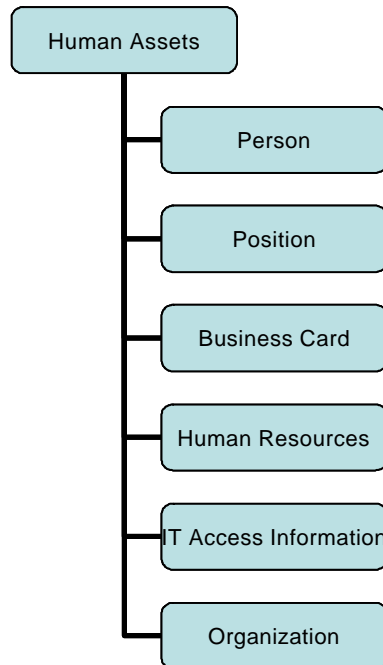 Human Assets
Person
Position
Business Card
Human Resources
IT Access Information
Organization